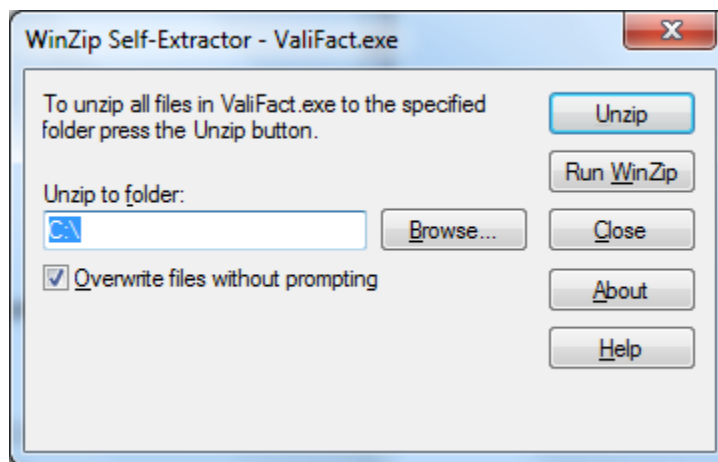 WinZip Self-Extractor - ValiFact.exe
To unzip all files in ValiFact.exe to the specified
folder press the Unzip button.
Unzip to folder:
C:\
Browse...
Overwrite files without prompting
Unzip
Run WinZip
Close
About
Help